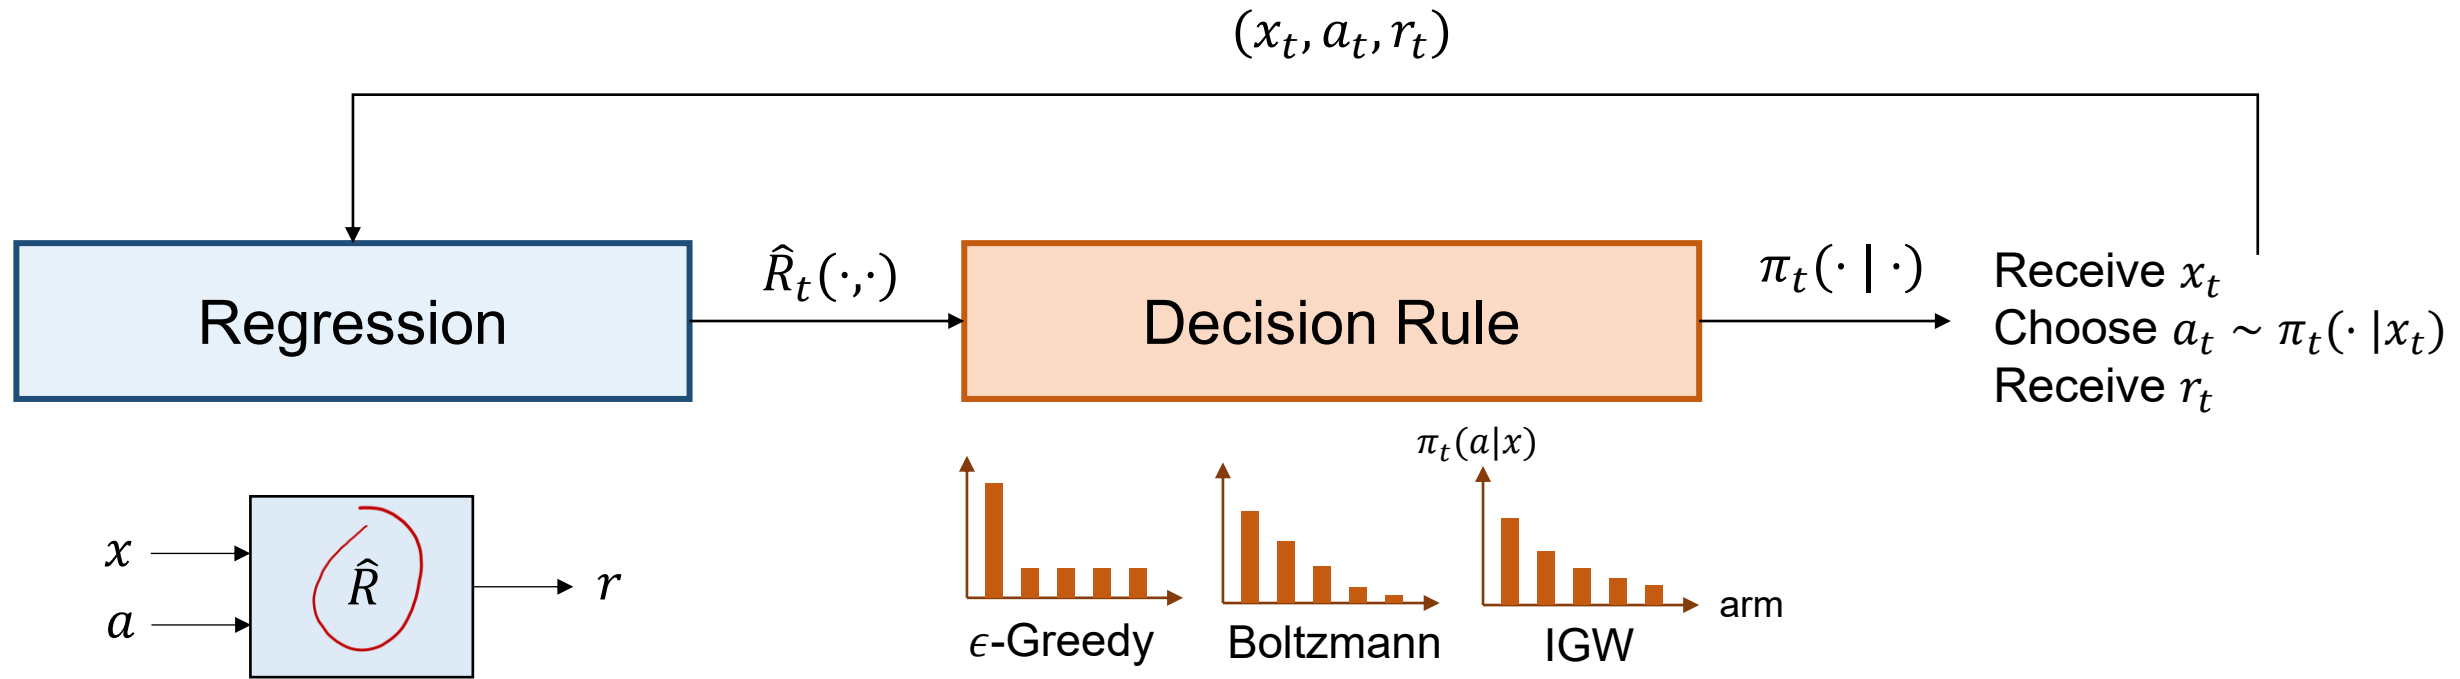 (x_t, a_t, r_t)
Regression
R̂_t(·,·)
Decision Rule
π_t(· | ·)
Receive x_t
Choose a_t ~ π_t(· |x_t)
Receive r_t
x
a
R̂
r
π_t(a|x)
arm
ϵ-Greedy
Boltzmann
IGW